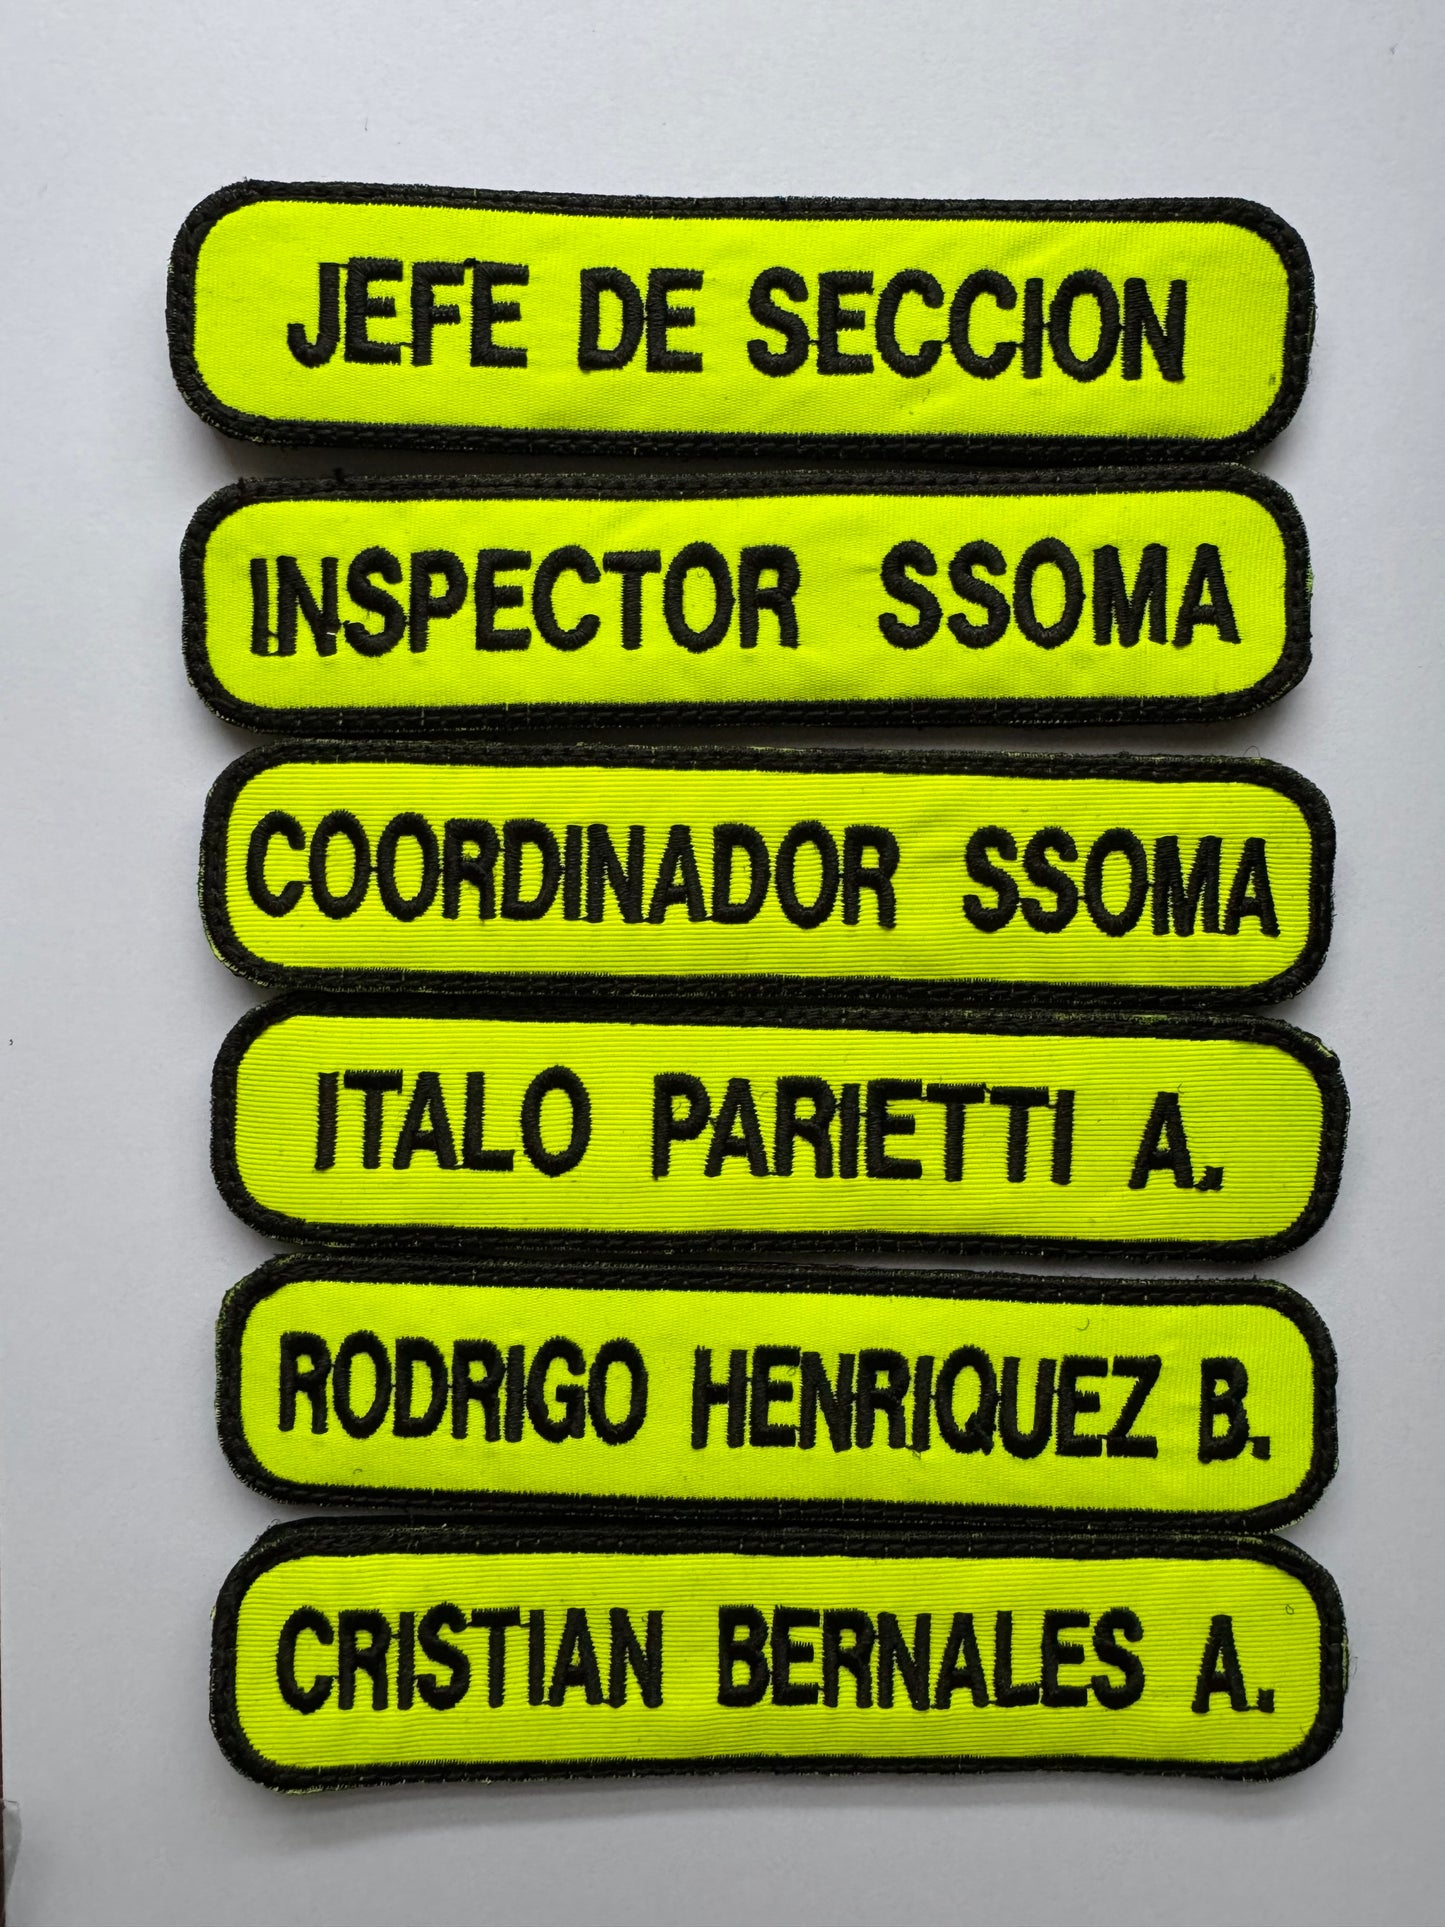 JEFE DE SECCION
INSPECTOR SSOMA
COORDINADOR SSOMA
ITALO PARIETTI A.
RODRIGO HENRIQUEZ B.
CRISTIAN BERNALES A.